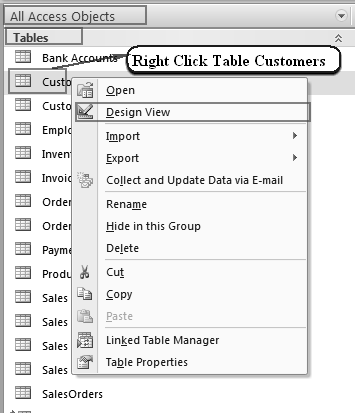 All Access Objects
Tables
Bank Accounts
Right Click Table Customers
Custo
Custo
Emplo
Invent
Invoic
Order
Order
Payme
Produ
Sales
Sales
Sales
Sales
SalesOrders
Open
Design View
Import
Export
Collect and Update Data via E-mail
Rename
Hide in this Group
Delete
Cut
Copy
Paste
Linked Table Manager
Table Properties